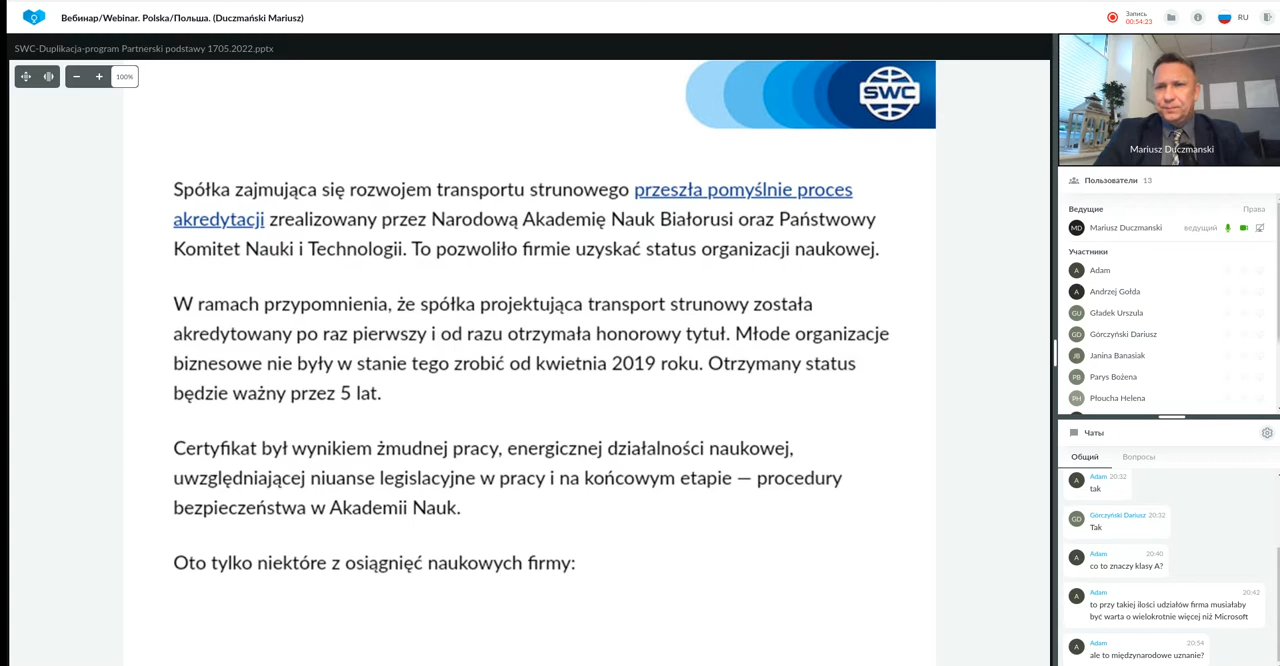 Вебинар/Webinar. Polska/Польша. (Duczmański Mariusz)
Запись
00:54:23
RU
SWC-Duplikacja-program Partnerski podstawy 1705.2022.pptx
100%
SWC
Spółka zajmująca się rozwojem transportu strunowego przeszła pomyślnie proces
akredytacji zrealizowany przez Narodową Akademię Nauk Białorusi oraz Państwowy
Komitet Nauki i Technologii. To pozwoliło firmie uzyskać status organizacji naukowej.
W ramach przypomnienia, że spółka projektująca transport strunowy została
akredytowany po raz pierwszy i od razu otrzymała honorowy tytuł. Młode organizacje
biznesowe nie były w stanie tego zrobić od kwietnia 2019 roku. Otrzymany status
będzie ważny przez 5 lat.
Certyfikat był wynikiem żmudnej pracy, energicznej działalności naukowej,
uwzględniającej niuanse legislacyjne w pracy i na końcowym etapie — procedury
bezpieczeństwa w Akademii Nauk.
Oto tylko niektóre z osiągnięć naukowych firmy:
Mariusz Duczmanski
Пользователи 13
Ведущие Права
MD Mariusz Duczmanski ведущий
Участники
A Adam
A Andrzej Gołda
GU Gładek Urszula
GD Górczyński Dariusz
JB Janina Banasiak
PB Parys Bożena
PH Płoucha Helena
Чаты
Общий Вопросы
A Adam 20:32
tak
GD Górczyński Dariusz 20:32
Tak
A Adam 20:40
co to znaczy klasy A?
A Adam 20:42
to przy takiej ilości udziałów firma musiałaby
być warta o wielokrotnie więcej niż Microsoft
A Adam 20:54
ale to międzynarodowe uznanie?